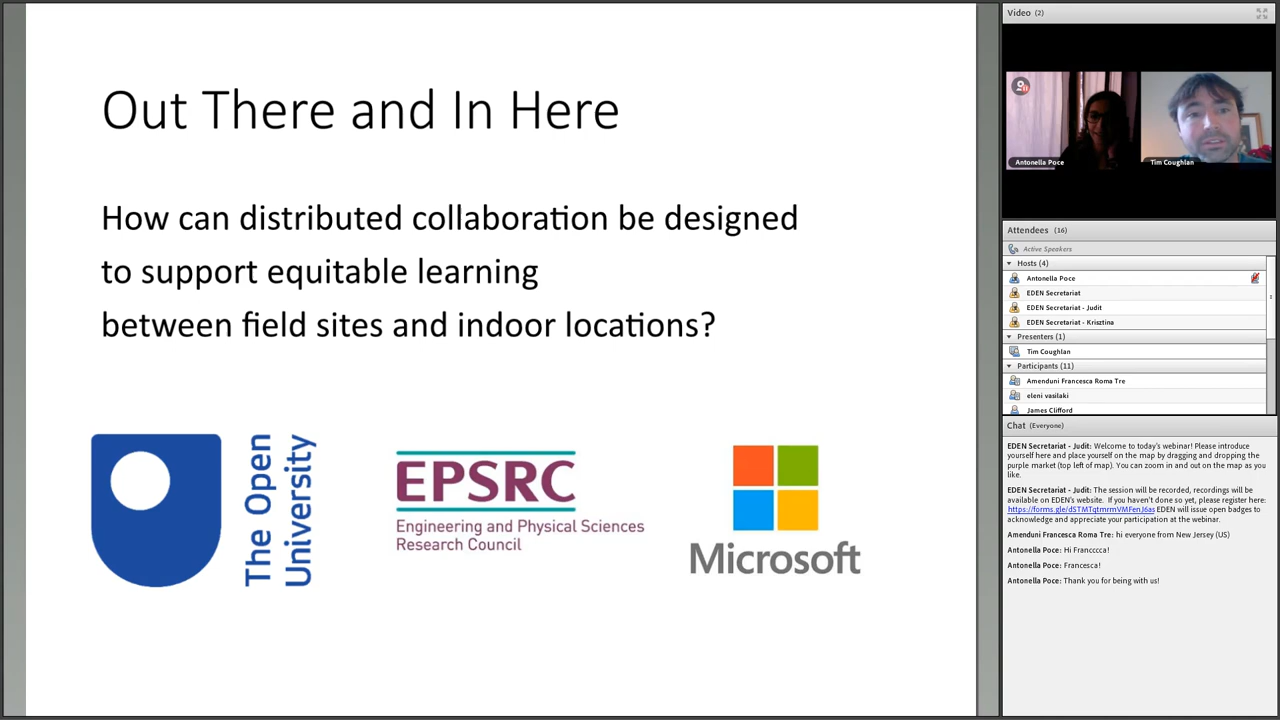 Out There and In Here
How can distributed collaboration be designed
to support equitable learning
between field sites and indoor locations?
The Open
University
EPSRC
Engineering and Physical Sciences
Research Council
Microsoft
Video (2)
Antonella Poce
Tim Coughlan
Attendees (16)
Active Speakers
Hosts (4)
Antonella Poce
EDEN Secretariat
EDEN Secretariat - Judit
EDEN Secretariat - Krisztína
Presenters (1)
Tim Coughlan
Participants (11)
Amenduni Francesca Roma Tre
eleni vasilaki
James Clifford
Chat (Everyone)
EDEN Secretariat - Judit: Welcome to today's webinar! Please introduce
yourself here and place yourself on the map by dragging and dropping the
purple market (top left of map). You can zoom in and out on the map as you
like.
EDEN Secretariat - Judit: The session will be recorded, recordings will be
available on EDEN's website. If you haven't done so yet, please register here:
https://forms.gle/dSTMTqtmrmVMFenJ6as EDEN will issue open badges to
acknowledge and appreciate your participation at the webinar.
Amenduni Francesca Roma Tre: hi everyone from New Jersey (US)
Antonella Poce: Hi Francccca!
Antonella Poce: Francesca!
Antonella Poce: Thank you for being with us!